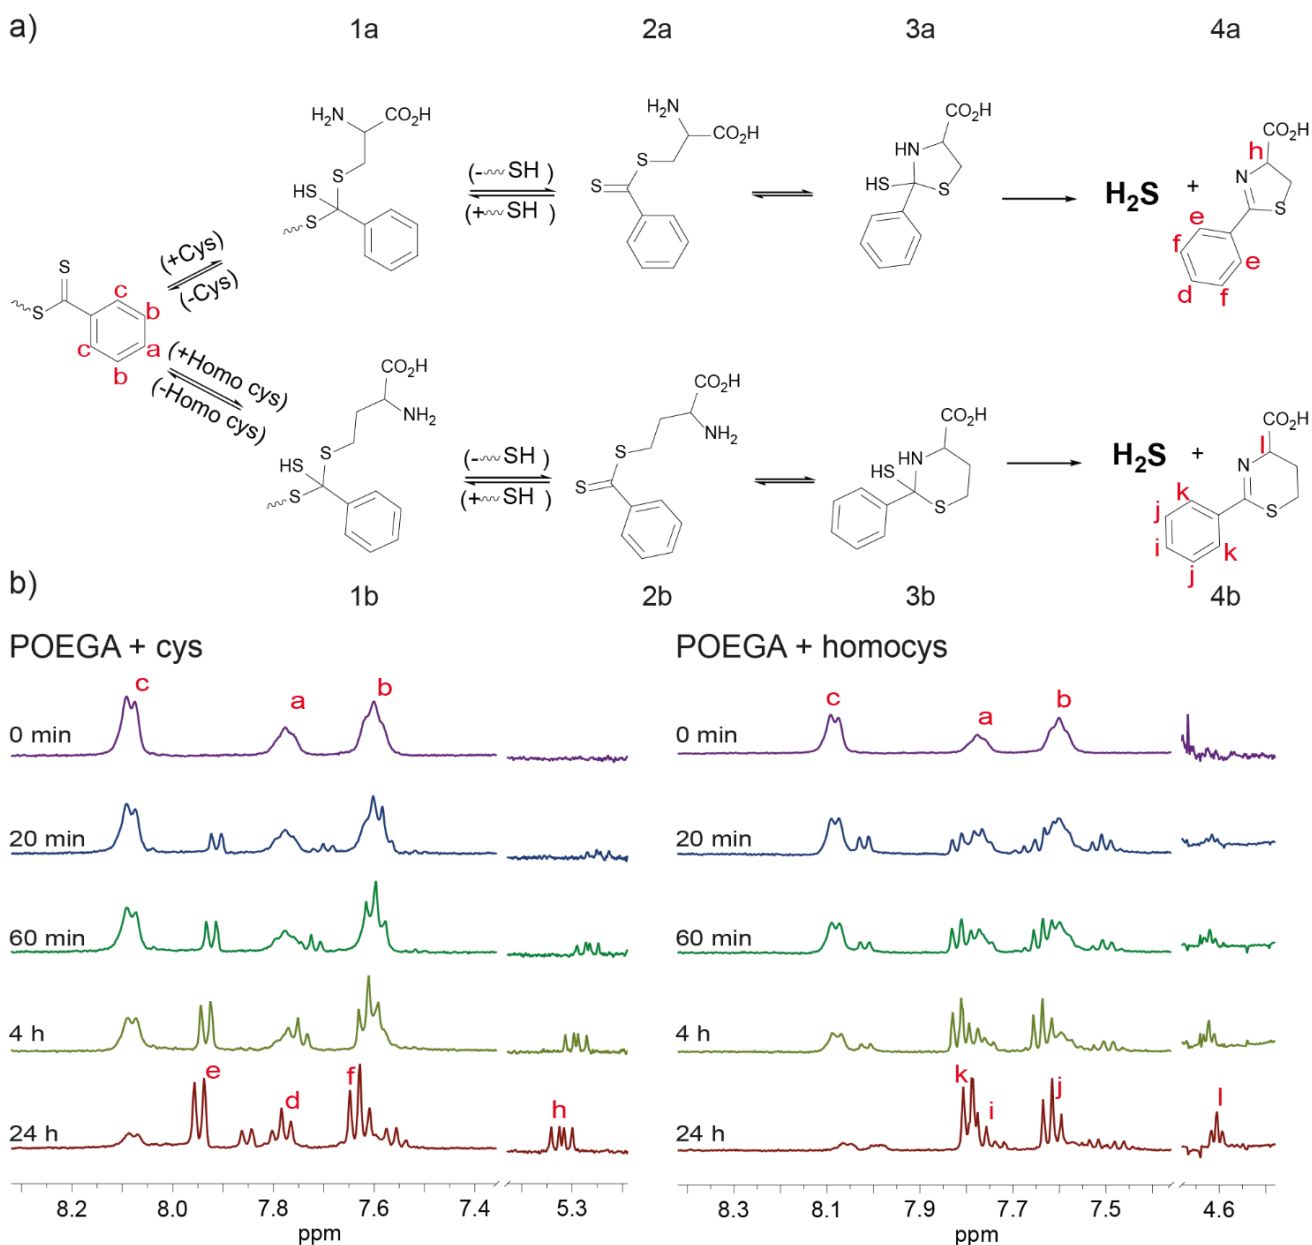 a)
1a
2a
3a
4a
H₂N
CO₂H
HS
S
S
(+Cys)
(-Cys)
(-~SH)
(+~SH)
H₂N
CO₂H
S
S
CO₂H
HN
HS
S
H₂S
+
CO₂H
h
N
S
e
f
e
d
f
S
S
c
b
c
a
b
(+Homo cys)
(-Homo cys)
CO₂H
NH₂
HS
S
S
(-~SH)
(+~SH)
CO₂H
NH₂
S
S
CO₂H
HN
HS
S
H₂S
+
CO₂H
l
N
S
k
j
i
k
j
b)
1b
2b
3b
4b
POEGA + cys
c
a
b
0 min
20 min
60 min
4 h
24 h
e
d
f
h
8.2 8.0 7.8 7.6 5.3
ppm
POEGA + homocys
c
a
b
0 min
20 min
60 min
4 h
24 h
k
i
j
l
8.3 8.1 7.9 7.7 7.5 4.6
ppm